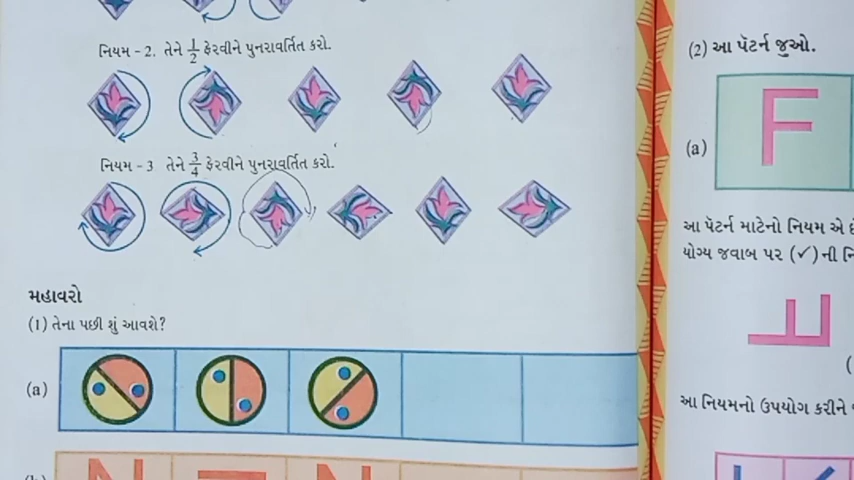 નિયમ - 2. તેને 1/2 ફેરવીને પુનરાવર્તિત કરો.
નિયમ - 3 તેને 3/4 ફેરવીને પુનરાવર્તિત કરો.
મહાવરો
(1) તેના પછી શું આવશે?
(a)
(2) આ પૅટર્ન જુઓ.
(a)
F
આ પૅટર્ન માટેનો નિયમ એ
યોગ્ય જવાબ પર (✓) ની
આ નિયમનો ઉપયોગ કરીને